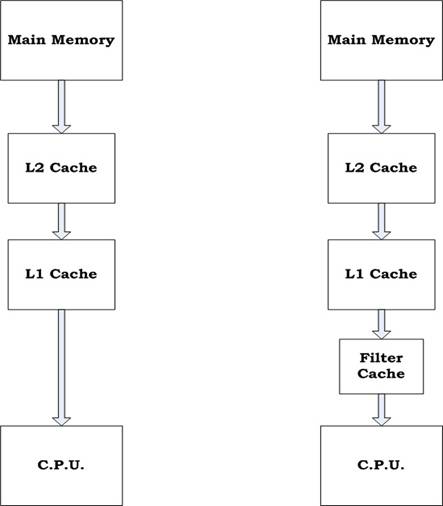 Main Memory
L2 Cache
L1 Cache
C.P.U.
Main Memory
L2 Cache
L1 Cache
Filter
Cache
C.P.U.